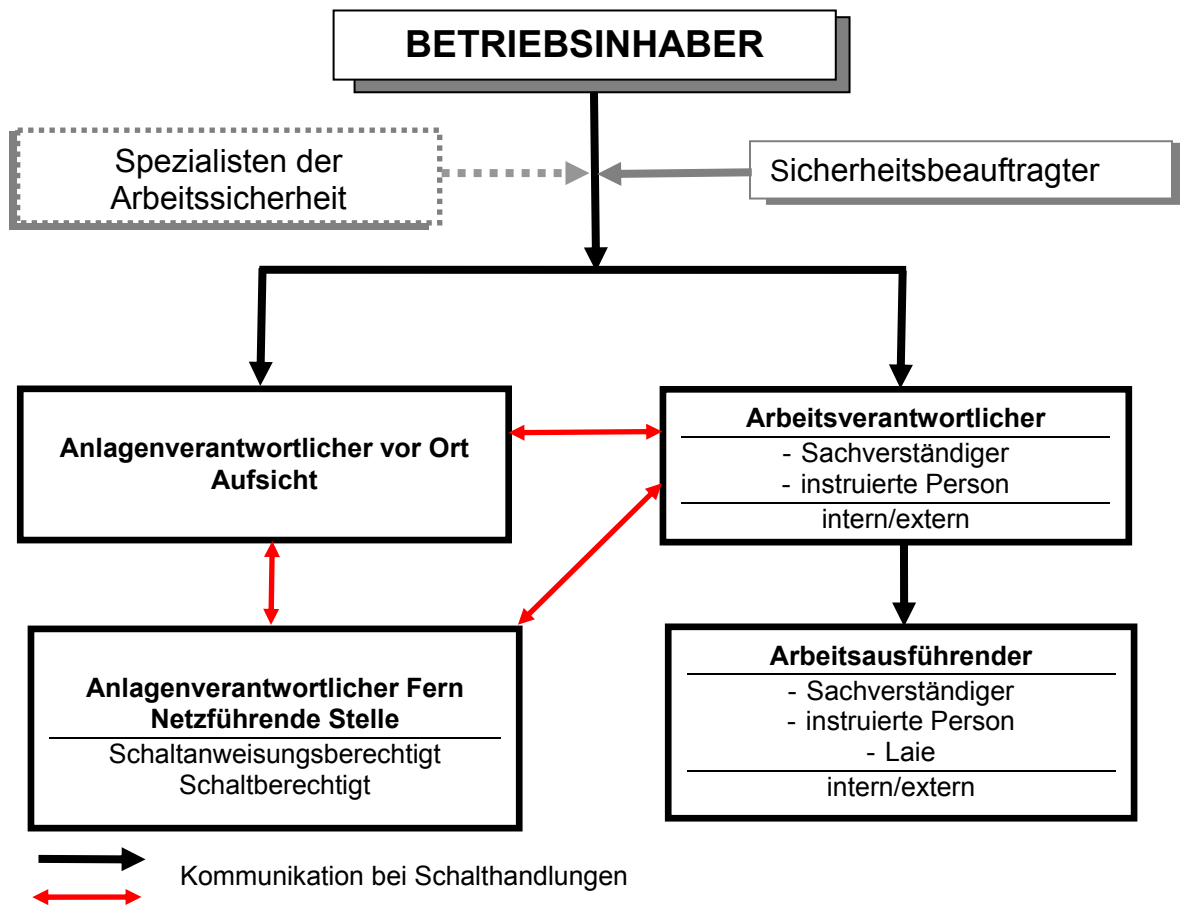 BETRIEBSINHABER
Spezialisten der
Arbeitssicherheit
Sicherheitsbeauftragter
Anlagenverantwortlicher vor Ort
Aufsicht
Arbeitsverantwortlicher
- Sachverständiger
- instruierte Person
intern/extern
Anlagenverantwortlicher Fern
Netzführende Stelle
Schaltanweisungsberechtigt
Schaltberechtigt
Arbeitsausführender
- Sachverständiger
- instruierte Person
- Laie
intern/extern
Kommunikation bei Schalthandlungen